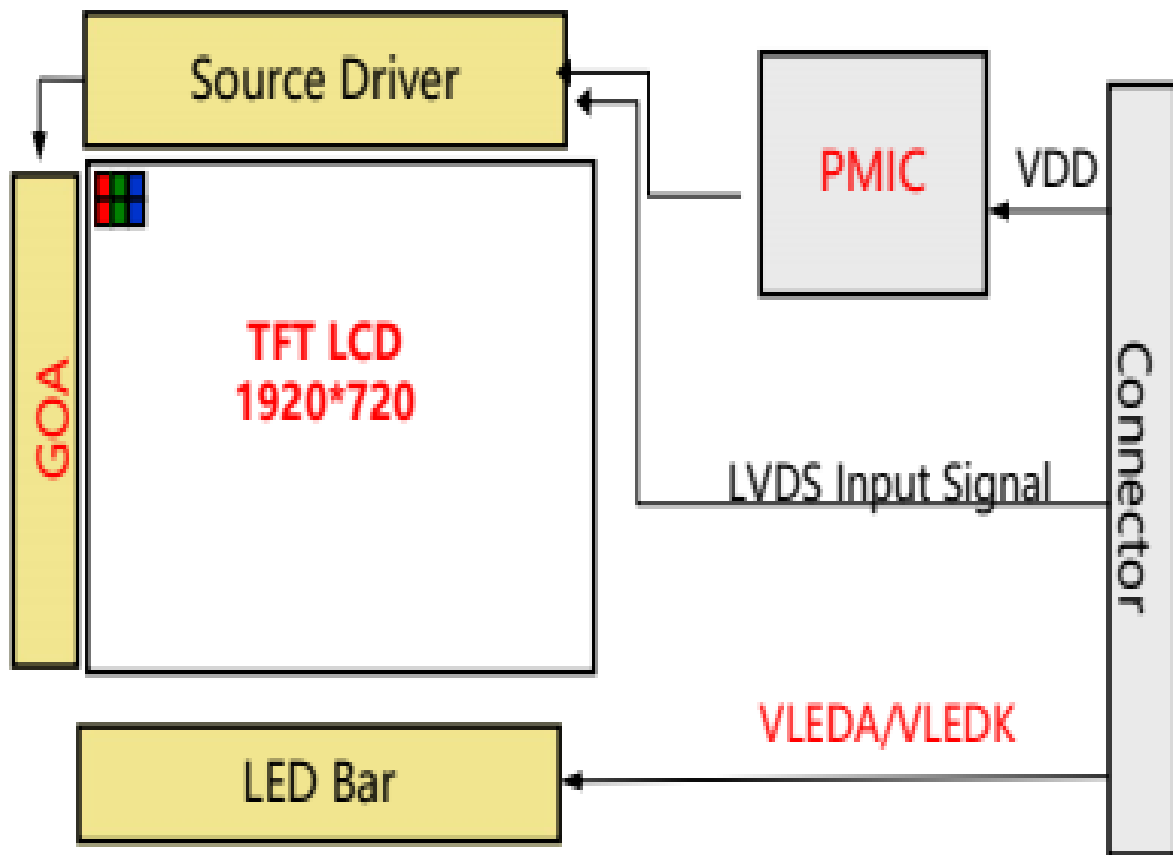 Source Driver
PMIC
VDD
TFT LCD
1920*720
GOA
LVDS Input Signal
Connector
VLEDA/VLEDK
LED Bar